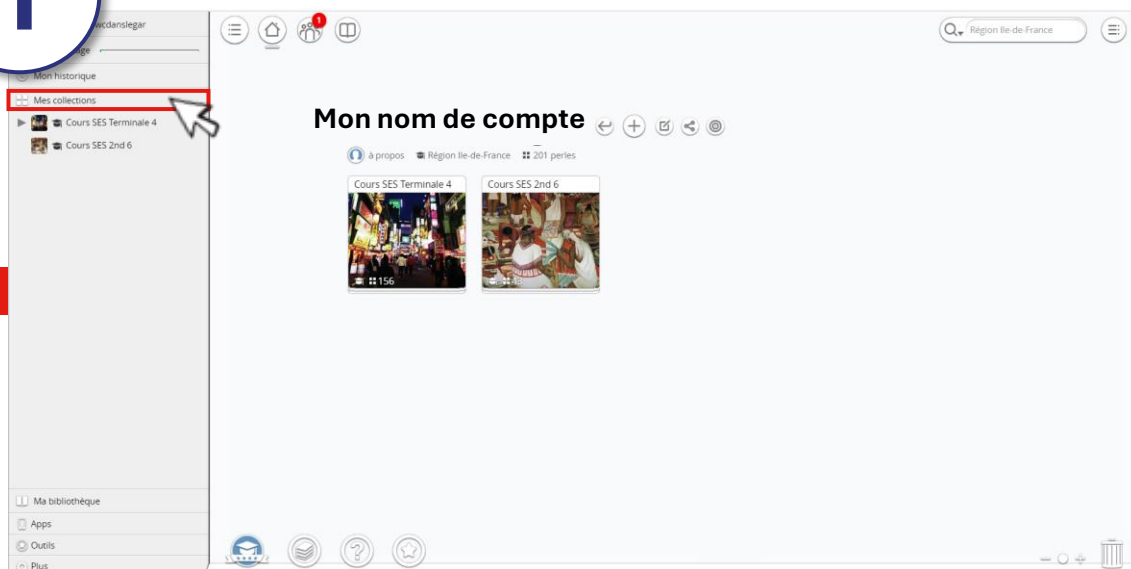 1
wcdanslegar
1
Région Ile-de-France
Mon historique
Mes collections
Cours SES Terminale 4
Cours SES 2nd 6
Mon nom de compte
à propos Région Ile-de-France 201 perles
Cours SES Terminale 4
Cours SES 2nd 6
156
Ma bibliothèque
Apps
Outils
Plus